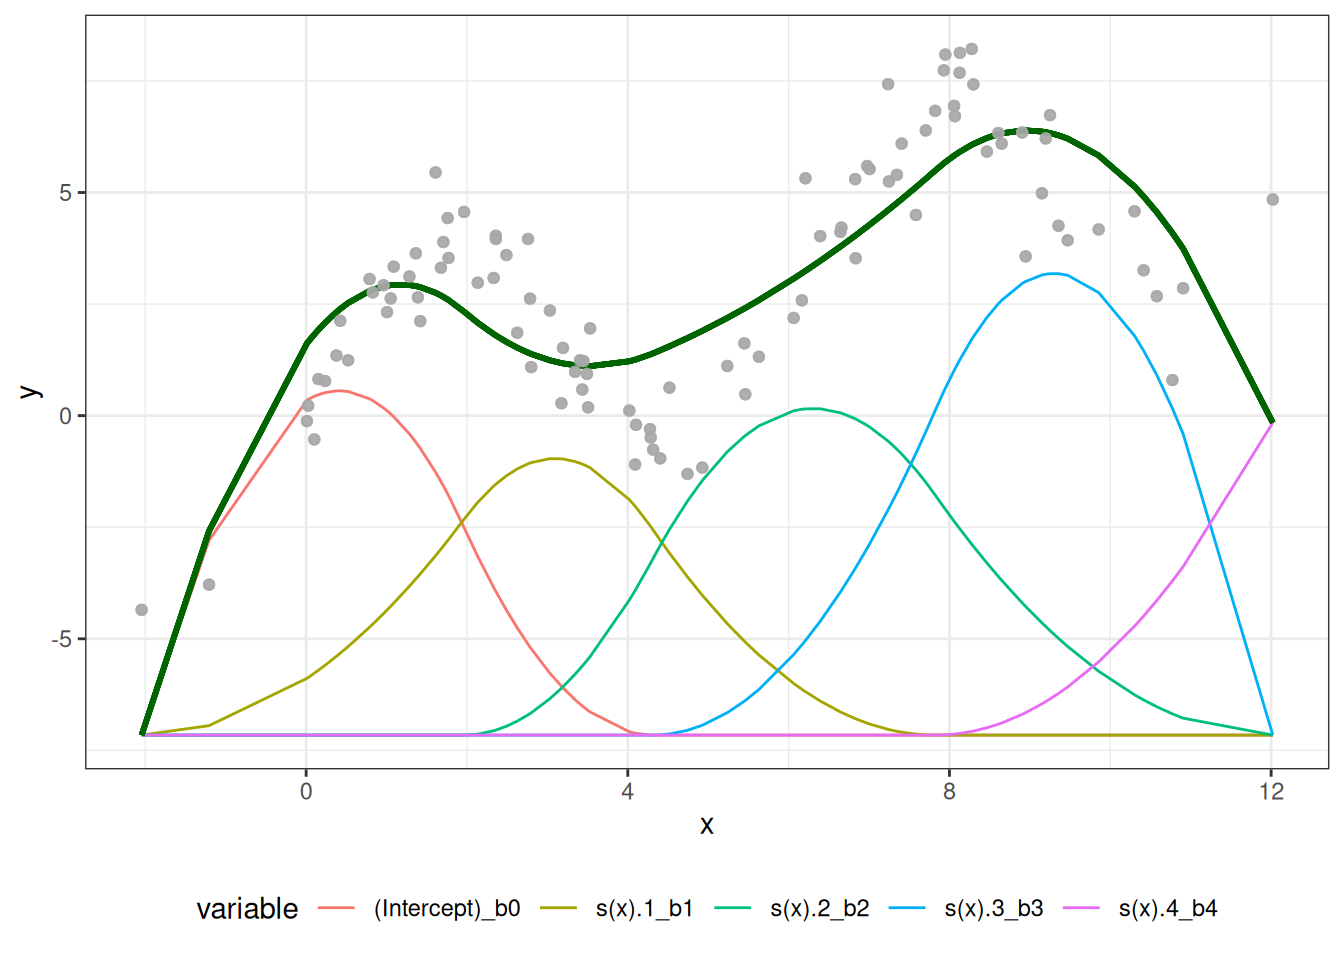 y
5
0
-5
0 4 8 12
x
variable (Intercept)_b0 s(x).1_b1 s(x).2_b2 s(x).3_b3 s(x).4_b4